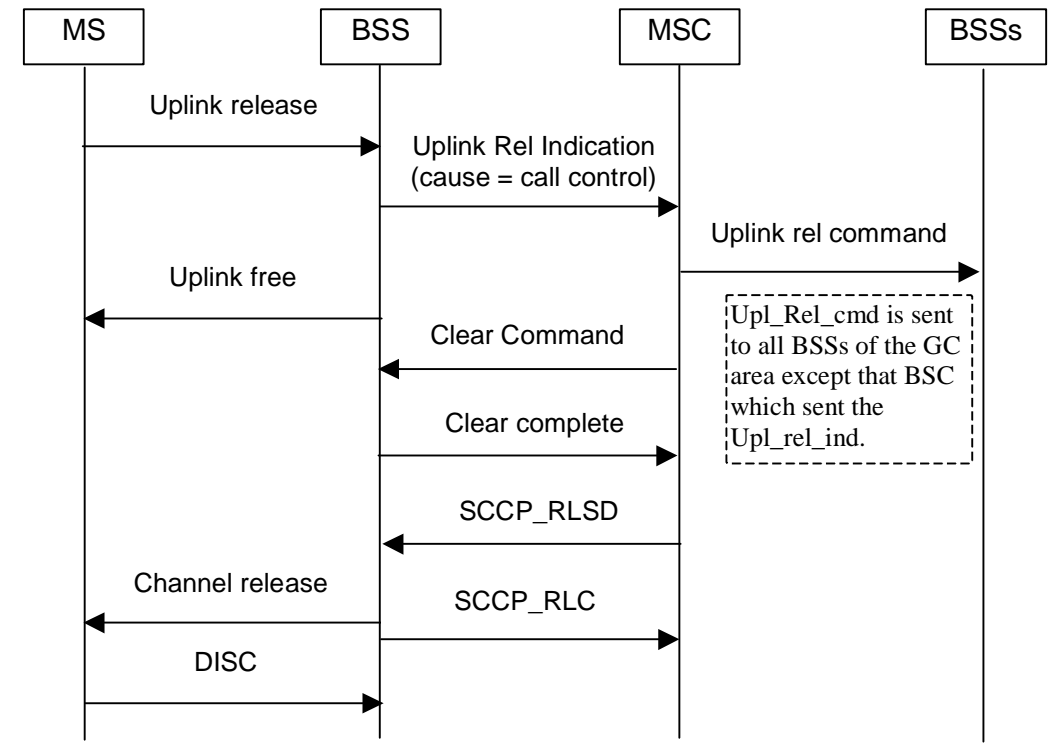 MS
BSS
MSC
BSSs
Uplink release
Uplink Rel Indication
(cause = call control)
Uplink rel command
Uplink free
Upl_Rel_cmd is sent
to all BSSs of the GC
area except that BSC
which sent the
Upl_rel_ind.
Clear Command
Clear complete
SCCP_RLSD
Channel release
SCCP_RLC
DISC